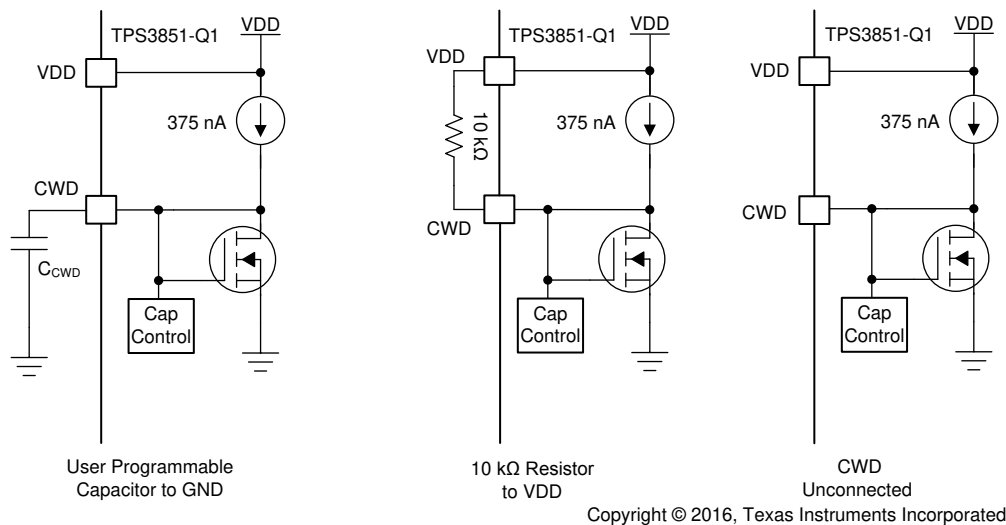 TPS3851-Q1
VDD
VDD
375 nA
CWD
CCWD
Cap
Control
User Programmable
Capacitor to GND
TPS3851-Q1
VDD
VDD
10 kΩ
375 nA
CWD
Cap
Control
10 kΩ Resistor
to VDD
TPS3851-Q1
VDD
VDD
375 nA
CWD
Cap
Control
CWD
Unconnected
Copyright © 2016, Texas Instruments Incorporated